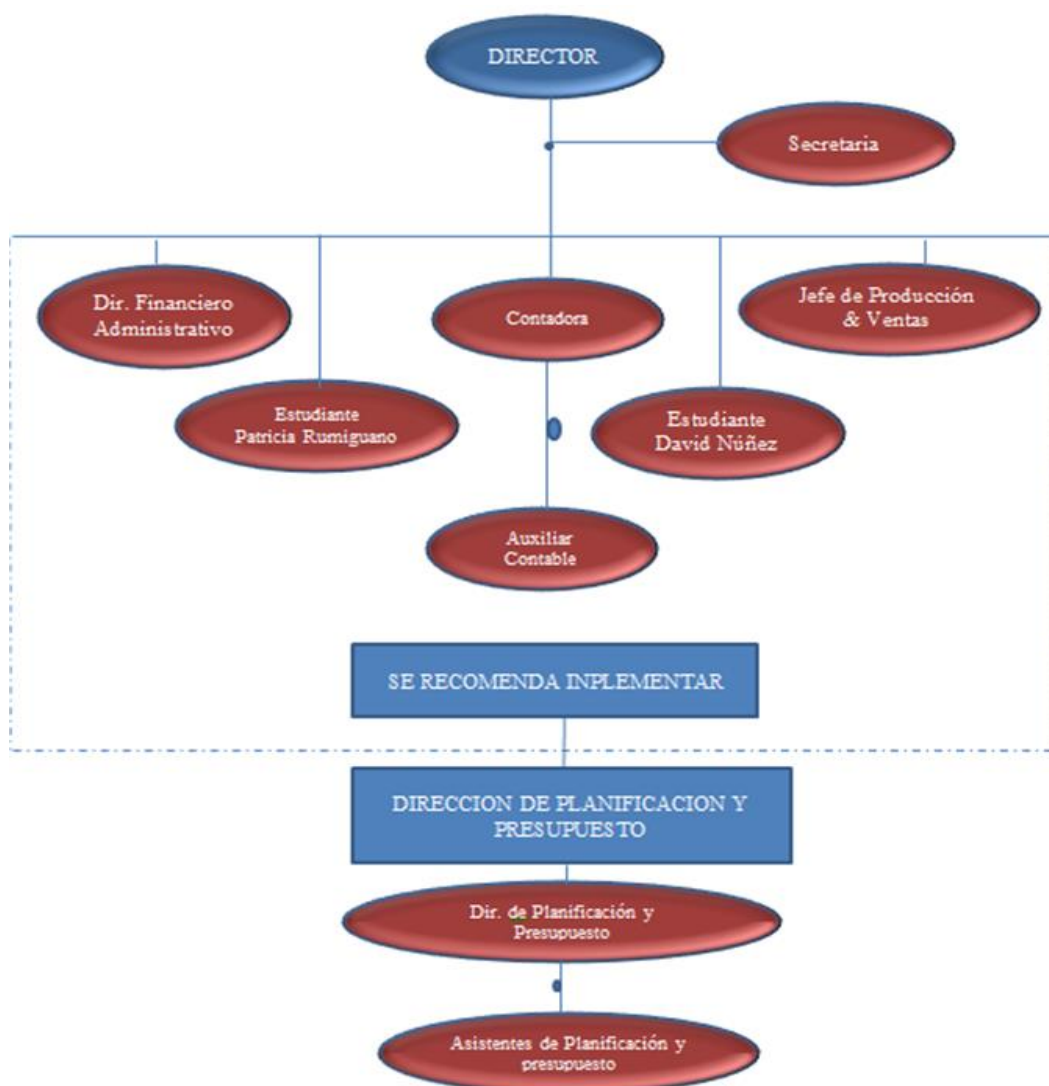 DIRECTOR
Secretaria
Dir. Financiero
Administrativo
Contadora
Jefe de Producción
& Ventas
Estudiante
Patricia Rumiguano
Estudiante
David Núñez
Auxiliar
Contable
SE RECOMENDA INPLEMENTAR
DIRECCION DE PLANIFICACION Y
PRESUPUESTO
Dir. de Planificación y
Presupuesto
Asistentes de Planificación y
presupuesto